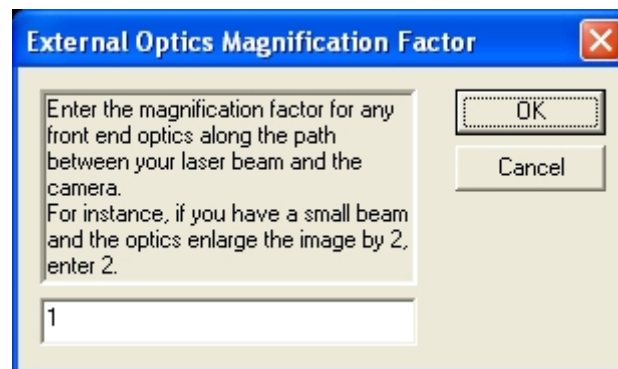 External Optics Magnification Factor
Enter the magnification factor for any
front end optics along the path
between your laser beam and the
camera.
For instance, if you have a small beam
and the optics enlarge the image by 2,
enter 2.
OK
Cancel
1